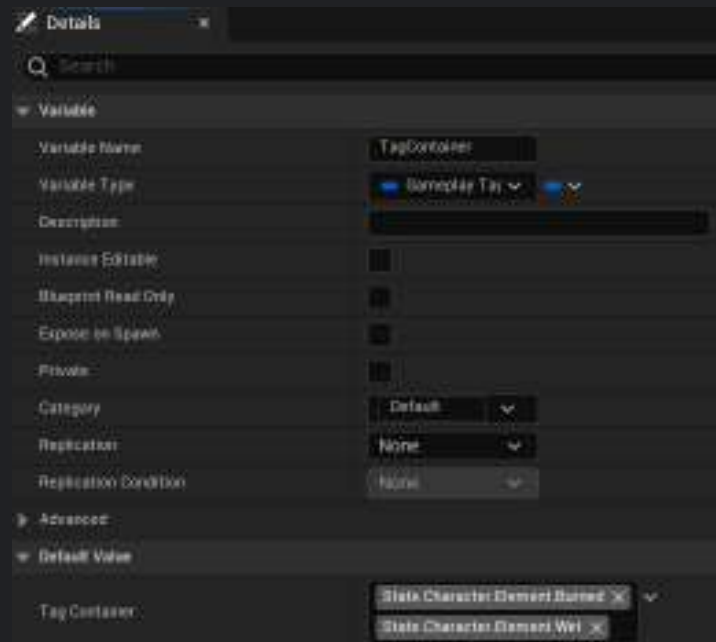 Details
Search
Variable
Variable Name TagContainer
Variable Type Gameplay Tag
Description
Instance Editable
Blueprint Read Only
Expose on Spawn
Private
Category Default
Replication None
Replication Condition None
Advanced
Default Value
Tag Container State.Character.Element.Burned
State.Character.Element.Wet